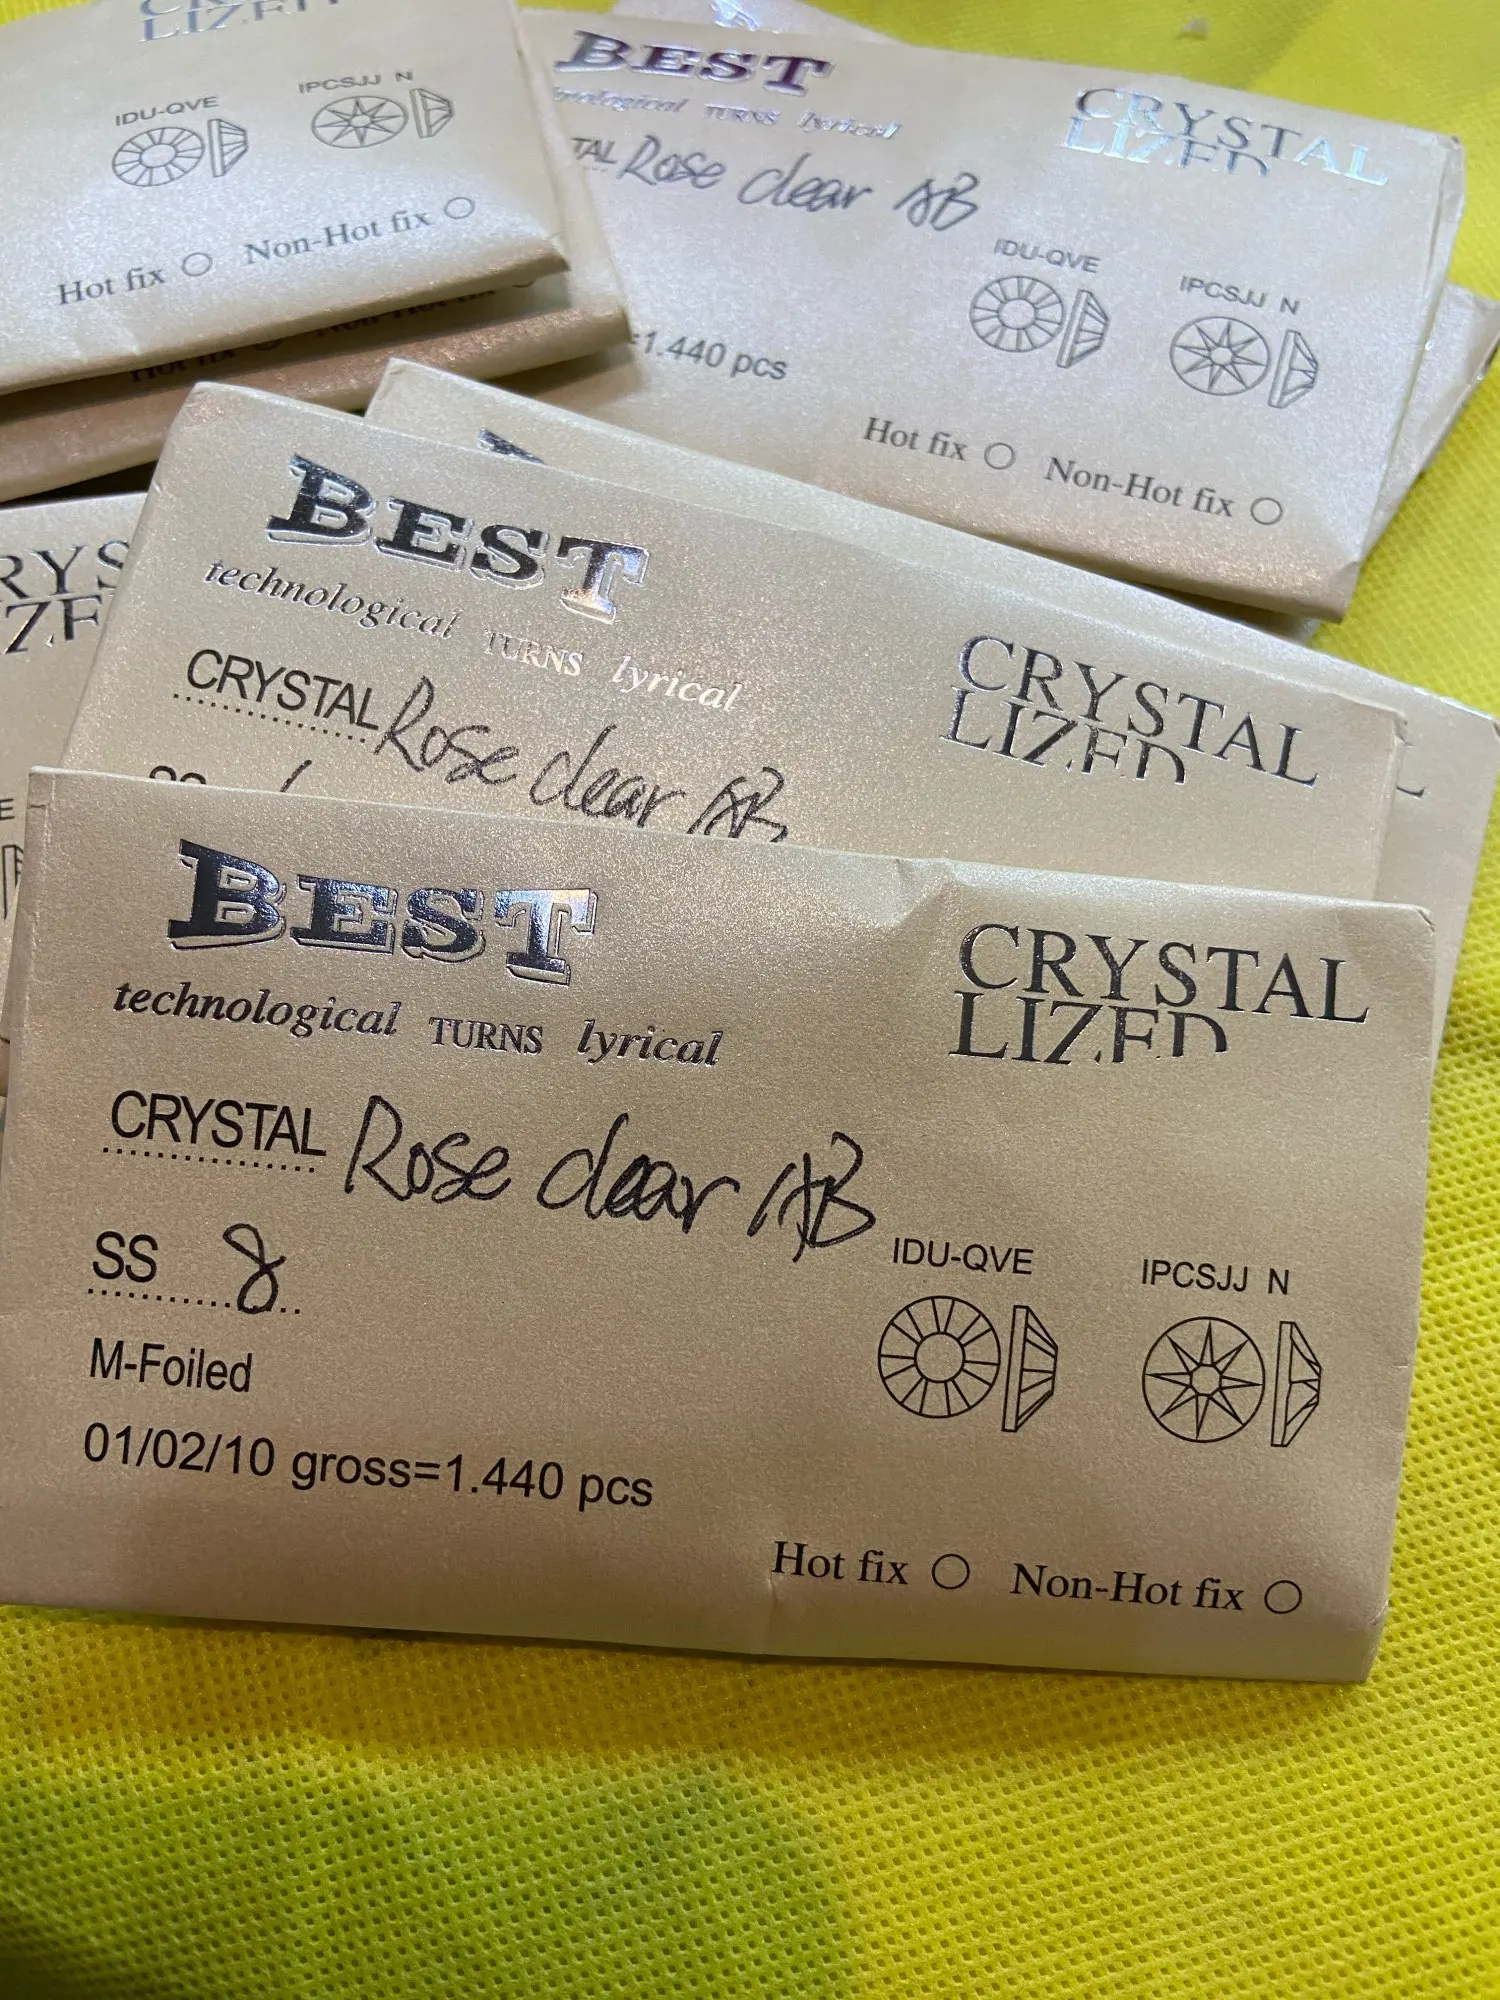 IDU-QVE
IPCSJJ N
Hot fix
Non-Hot fix
BEST
TURNS lyrical
Rose clear AB
CRYSTAL
LIZED
IDU-QVE
IPCSJJ N
=1.440 pcs
Hot fix
Non-Hot fix
BEST
technological TURNS lyrical
CRYSTAL Rose clear AB
CRYSTAL
LIZED
SS
BEST
technological TURNS lyrical
CRYSTAL
LIZED
CRYSTAL Rose clear AB
SS 8
IDU-QVE
IPCSJJ N
M-Foiled
01/02/10 gross=1.440 pcs
Hot fix
Non-Hot fix